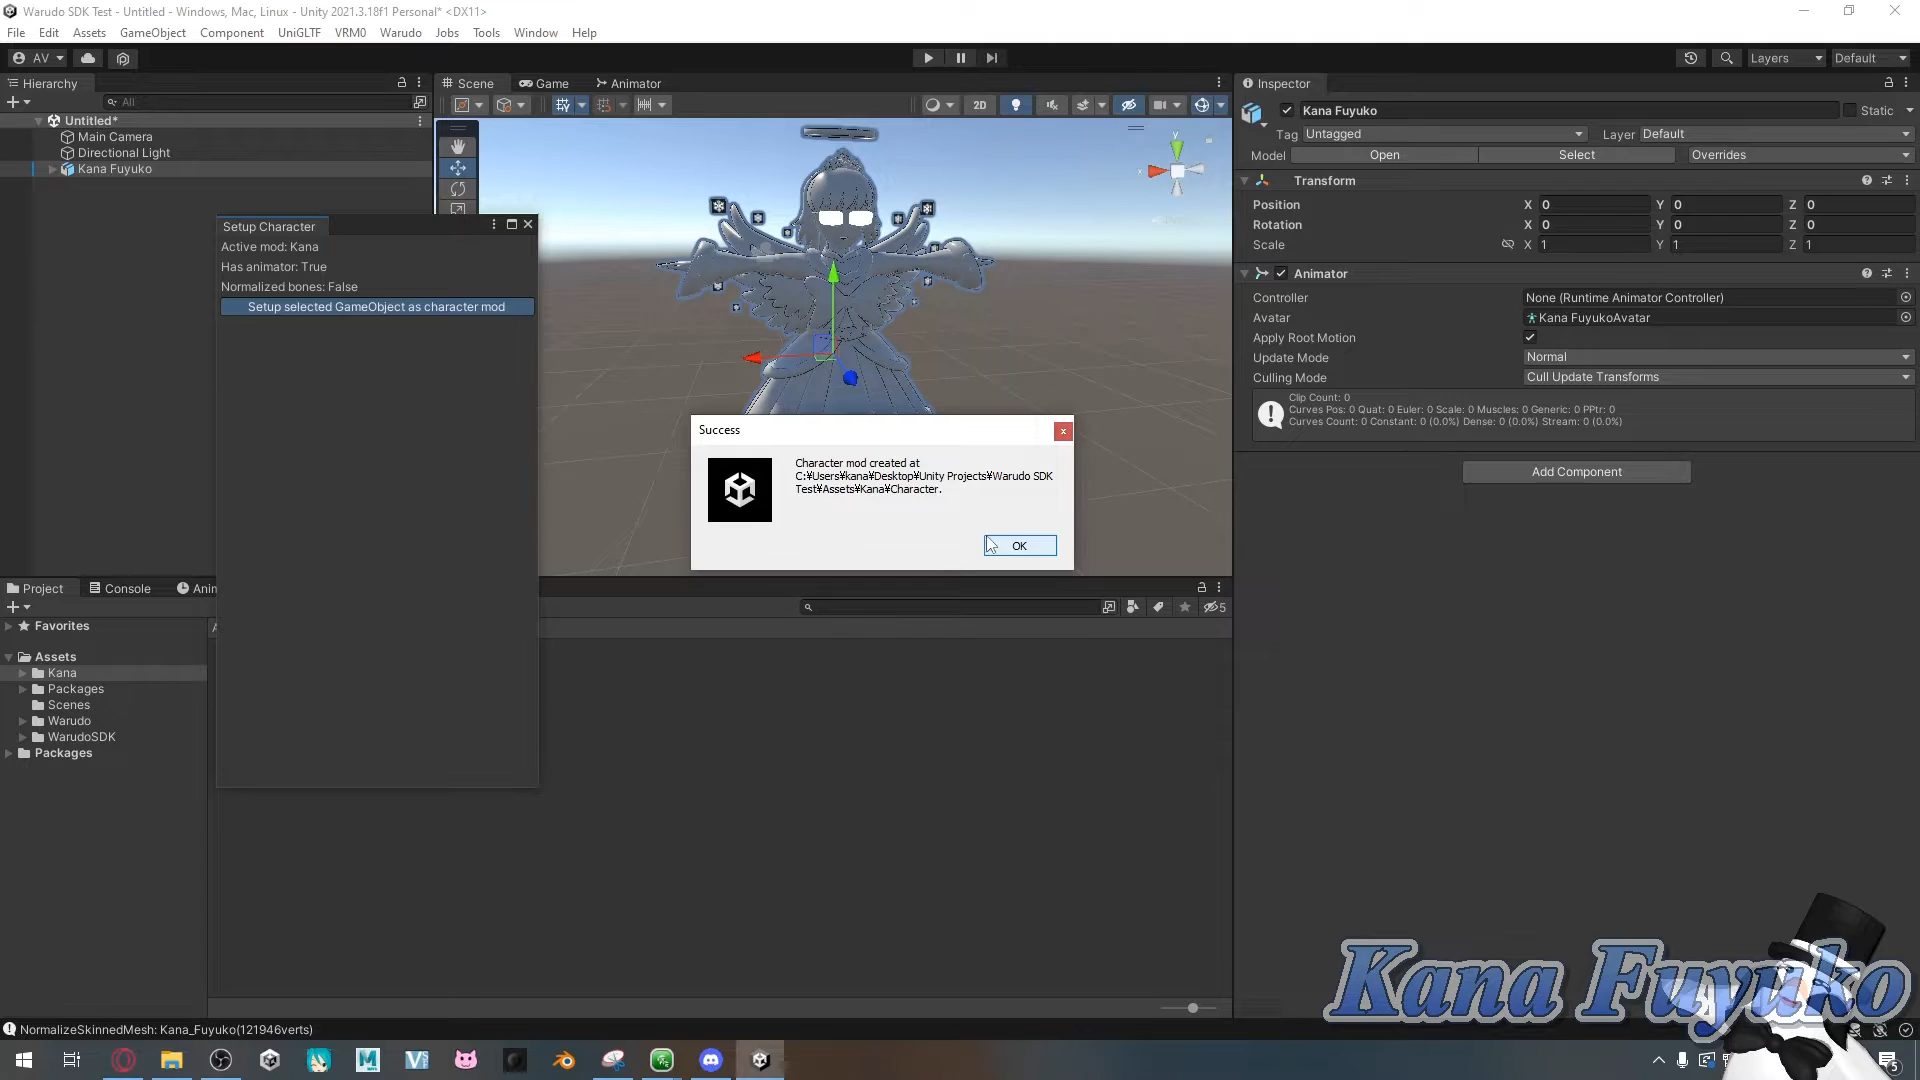 Warudo SDK Test - Untitled - Windows, Mac, Linux - Unity 2021.3.18f1 Personal* <DX11>
File Edit Assets GameObject Component UniGLTF VRM0 Warudo Jobs Tools Window Help
AV
Layers
Default
Hierarchy
All
Untitled*
Main Camera
Directional Light
Kana Fuyuko
Scene
Game
Animator
2D
y
x
Setup Character
Active mod: Kana
Has animator: True
Normalized bones: False
Setup selected GameObject as character mod
Success
Character mod created at
C:¥Users¥kana¥Desktop¥Unity Projects¥Warudo SDK
Test¥Assets¥Kana¥Character.
OK
Inspector
Kana Fuyuko
Static
Tag Untagged
Layer Default
Model Open Select Overrides
Transform
Position X 0 Y 0 Z 0
Rotation X 0 Y 0 Z 0
Scale X 1 Y 1 Z 1
Animator
Controller None (Runtime Animator Controller)
Avatar Kana FuyukoAvatar
Apply Root Motion
Update Mode Normal
Culling Mode Cull Update Transforms
Clip Count: 0
Curves Pos: 0 Quat: 0 Euler: 0 Scale: 0 Muscles: 0 Generic: 0 PPtr: 0
Curves Count: 0 Constant: 0 (0.0%) Dense: 0 (0.0%) Stream: 0 (0.0%)
Add Component
Project
Console
Anin
5
Favorites
Assets
Kana
Packages
Scenes
Warudo
WarudoSDK
Packages
NormalizeSkinnedMesh: Kana_Fuyuko(121946verts)
Kana Fuyuko
5